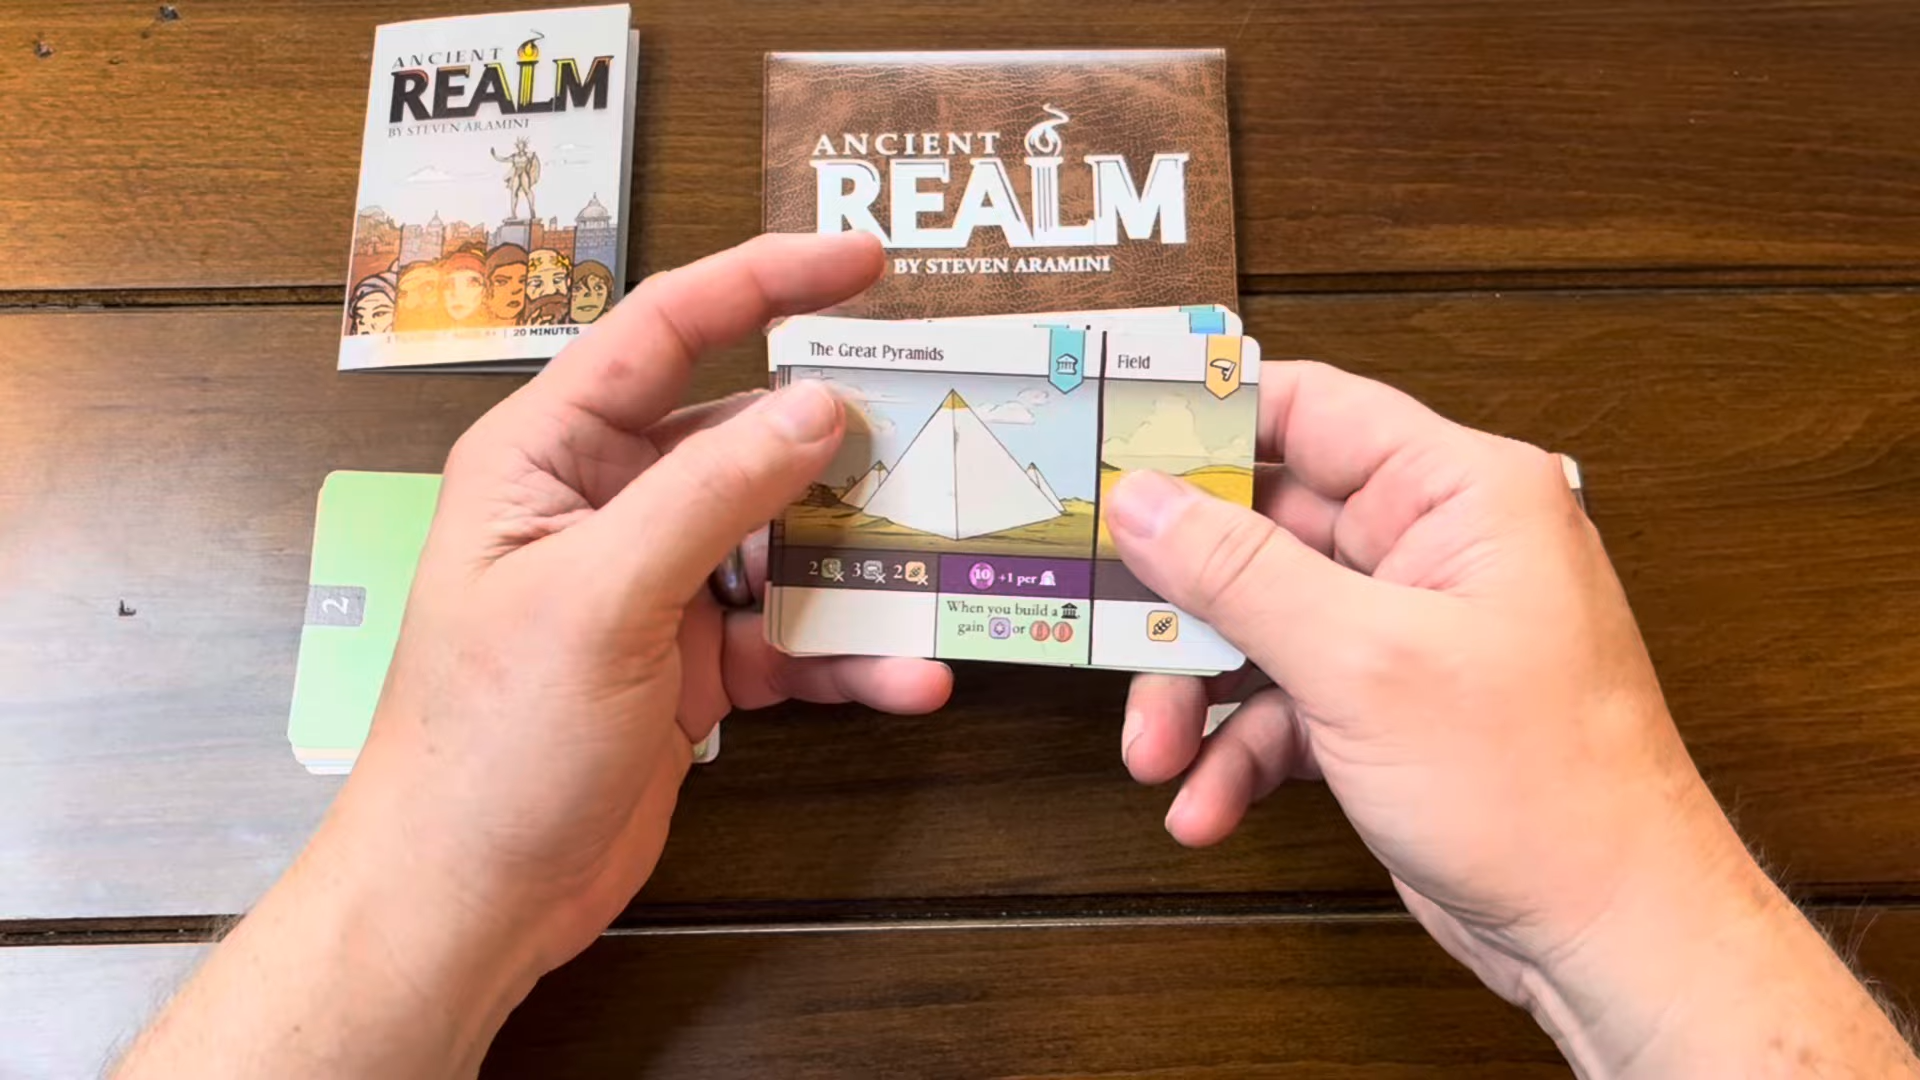 ANCIENT
REALM
BY STEVEN ARAMINI
20 MINUTES
ANCIENT
REALM
BY STEVEN ARAMINI
The Great Pyramids
Field
2 3 2
10 +1 per
When you build a
gain or
2